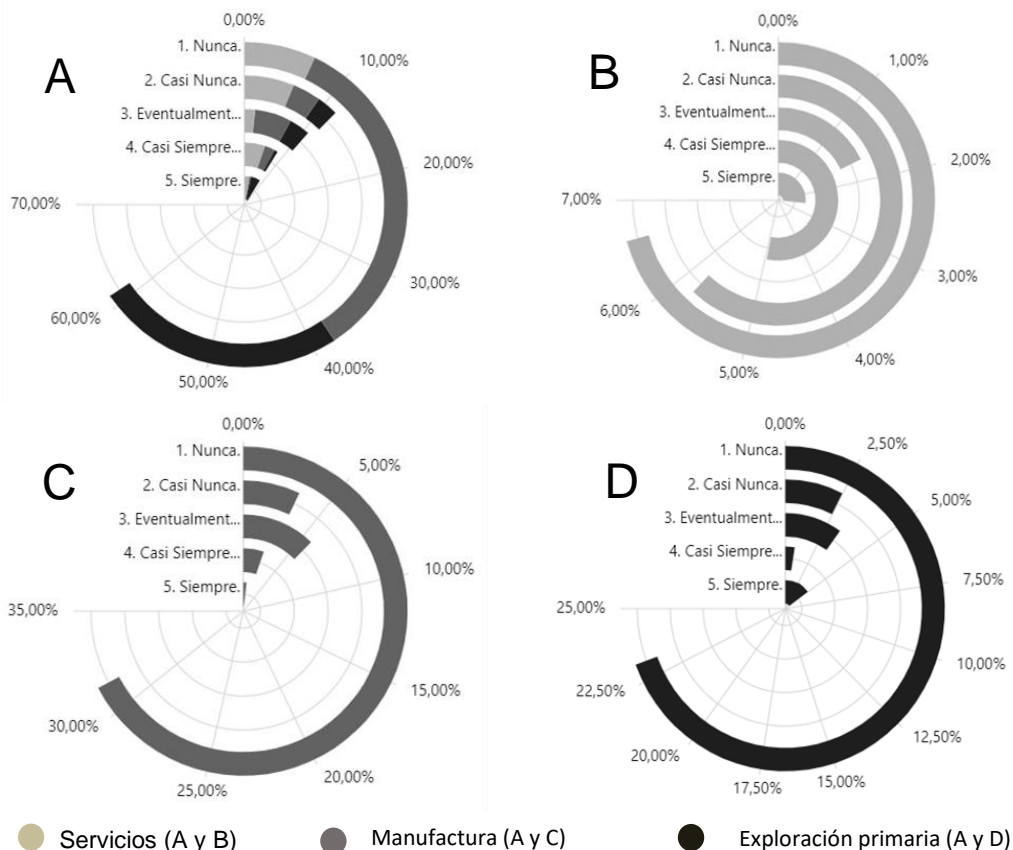 A
0,00%
1. Nunca.
2. Casi Nunca.
3. Eventualment...
4. Casi Siempre...
5. Siempre.
10,00%
20,00%
30,00%
40,00%
50,00%
60,00%
70,00%
B
0,00%
1. Nunca.
2. Casi Nunca.
3. Eventualment...
4. Casi Siempre...
5. Siempre.
1,00%
2,00%
3,00%
4,00%
5,00%
6,00%
7,00%
C
0,00%
1. Nunca.
2. Casi Nunca.
3. Eventualment...
4. Casi Siempre...
5. Siempre.
5,00%
10,00%
15,00%
20,00%
25,00%
30,00%
35,00%
D
0,00%
1. Nunca.
2. Casi Nunca.
3. Eventualment...
4. Casi Siempre...
5. Siempre.
2,50%
5,00%
7,50%
10,00%
12,50%
15,00%
17,50%
20,00%
22,50%
25,00%
Servicios (A y B)
Manufactura (A y C)
Exploración primaria (A y D)